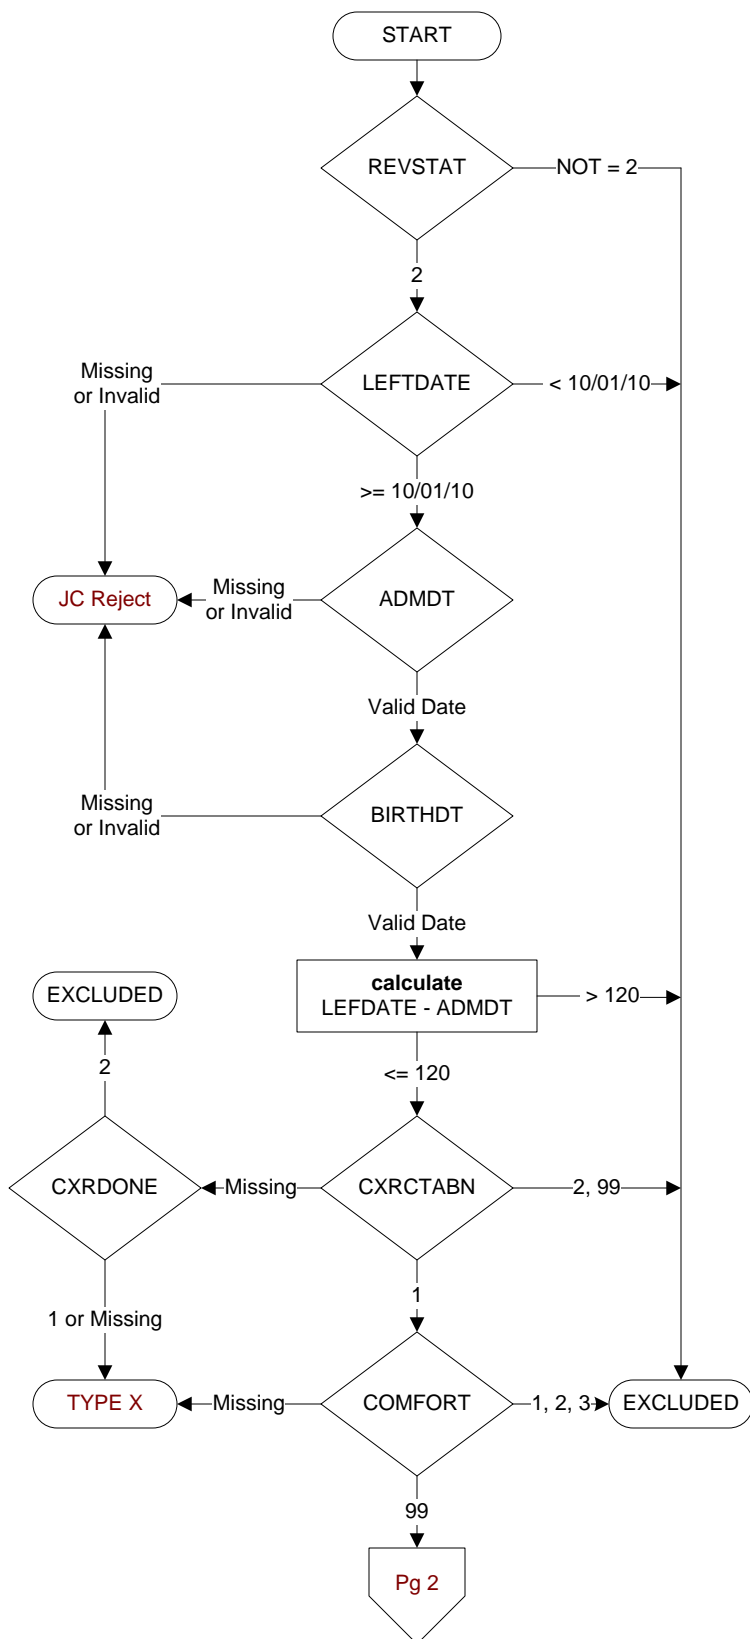 START
REVSTAT
NOT = 2
2
Missing
or Invalid
LEFTDATE
< 10/01/10
>= 10/01/10
JC Reject
Missing
or Invalid
ADMDT
Valid Date
Missing
or Invalid
BIRTHDT
Valid Date
EXCLUDED
calculate
LEFDATE - ADMDT
> 120
2
<= 120
CXRDONE
Missing
CXRCTABN
2, 99
1 or Missing
1
TYPE X
Missing
COMFORT
1, 2, 3
EXCLUDED
99
Pg 2